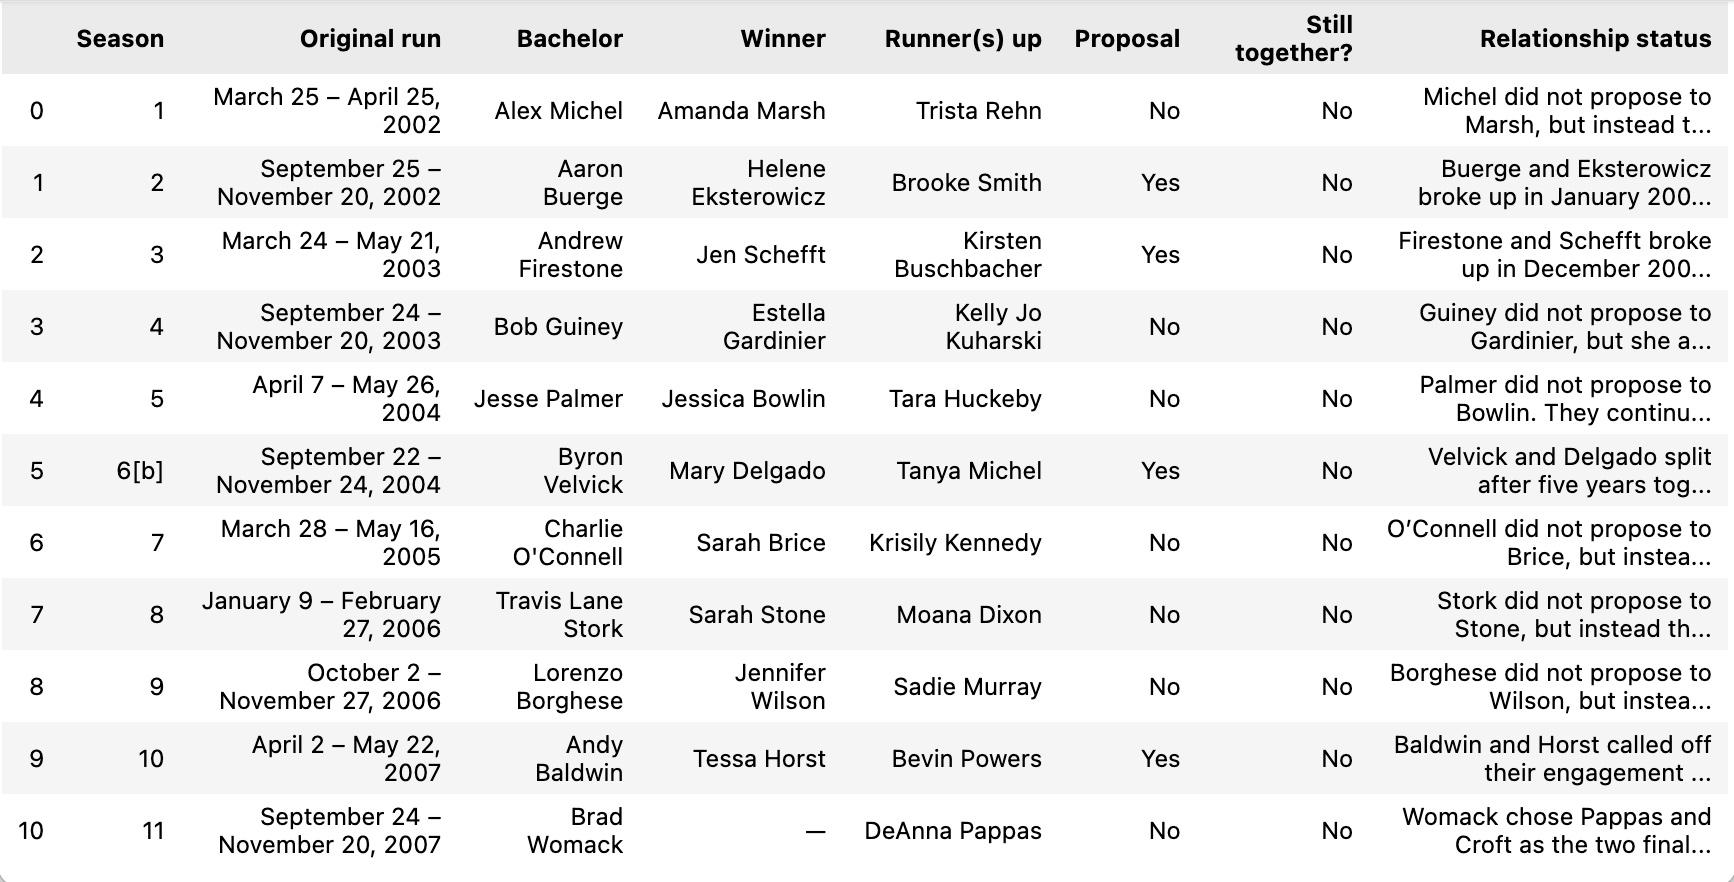 Season Original run Bachelor Winner Runner(s) up Proposal Still together? Relationship status
0 1 March 25 – April 25, Alex Michel Amanda Marsh Trista Rehn No No Michel did not propose to
2002 Marsh, but instead t...
1 2 September 25 – Aaron Helene Brooke Smith Yes No Buerge and Eksterowicz
November 20, 2002 Buerge Eksterowicz broke up in January 200...
2 3 March 24 – May 21, Andrew Jen Schefft Kirsten Yes No Firestone and Schefft broke
2003 Firestone Buschbacher up in December 200...
3 4 September 24 – Bob Guiney Estella Kelly Jo No No Guiney did not propose to
November 20, 2003 Gardinier Kuharski Gardinier, but she a...
4 5 April 7 – May 26, Jesse Palmer Jessica Bowlin Tara Huckeby No No Palmer did not propose to
2004 Bowlin. They continu...
5 6[b] September 22 – Byron Mary Delgado Tanya Michel Yes No Velvick and Delgado split
November 24, 2004 Velvick after five years tog...
6 7 March 28 – May 16, Charlie Sarah Brice Krisily Kennedy No No O’Connell did not propose to
2005 O'Connell Brice, but instea...
7 8 January 9 – February Travis Lane Sarah Stone Moana Dixon No No Stork did not propose to
27, 2006 Stork Stone, but instead th...
8 9 October 2 – Lorenzo Jennifer Sadie Murray No No Borghese did not propose to
November 27, 2006 Borghese Wilson Wilson, but instea...
9 10 April 2 – May 22, Andy Tessa Horst Bevin Powers Yes No Baldwin and Horst called off
2007 Baldwin their engagement ...
10 11 September 24 – Brad — DeAnna Pappas No No Womack chose Pappas and
November 20, 2007 Womack Croft as the two final...